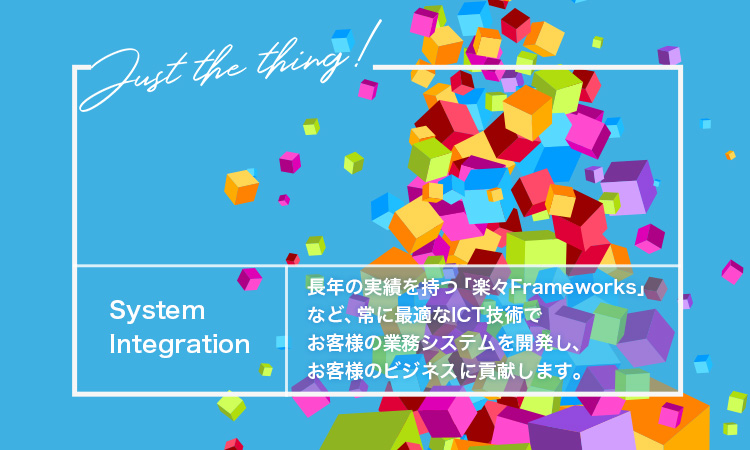 Just the thing!
System
Integration
長年の実績を持つ「楽々Frameworks」
など、常に最適なICT技術で
お客様の業務システムを開発し、
お客様のビジネスに貢献します。